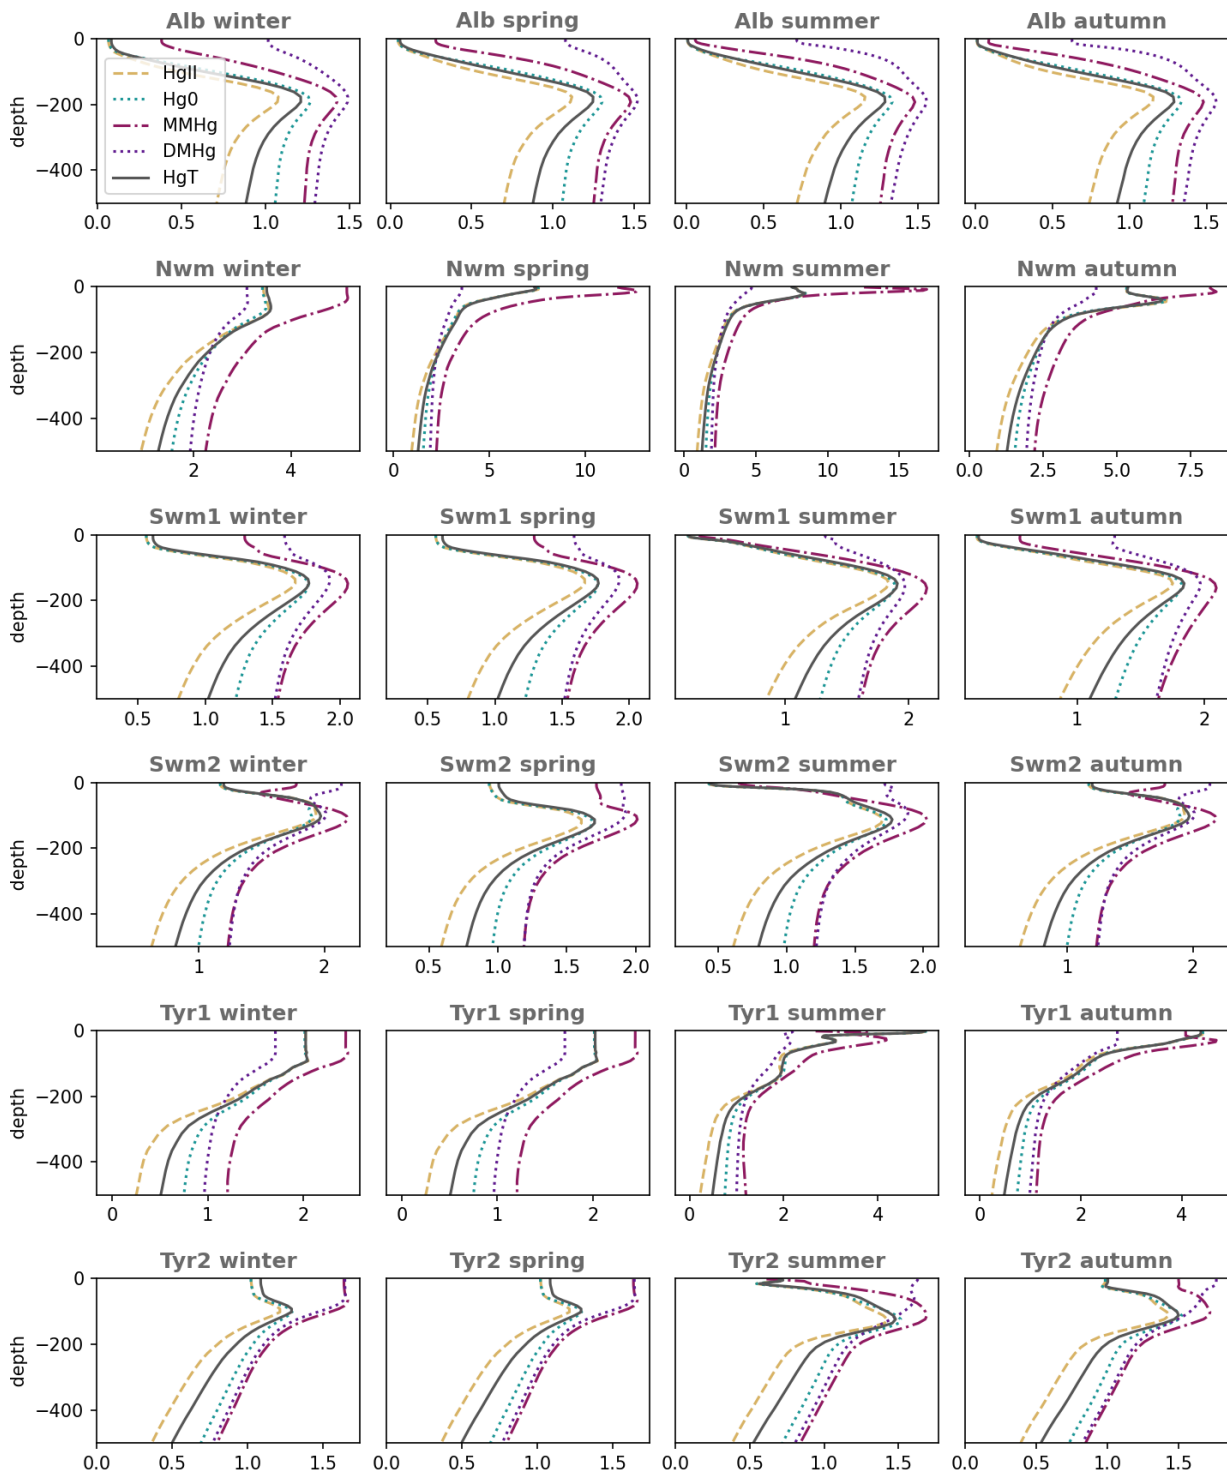 Alb winter Alb spring Alb summer Alb autumn
0
−200
−400
depth
HgII
Hg0
MMHg
DMHg
HgT
0.0 0.5 1.0 1.5 0.0 0.5 1.0 1.5 0.0 0.5 1.0 1.5 0.0 0.5 1.0 1.5
Nwm winter Nwm spring Nwm summer Nwm autumn
0
−200
−400
depth
2 4 0 5 10 0 5 10 15 0.0 2.5 5.0 7.5
Swm1 winter Swm1 spring Swm1 summer Swm1 autumn
0
−200
−400
depth
0.5 1.0 1.5 2.0 0.5 1.0 1.5 2.0 1 2 1 2
Swm2 winter Swm2 spring Swm2 summer Swm2 autumn
0
−200
−400
depth
1 2 0.5 1.0 1.5 2.0 0.5 1.0 1.5 2.0 1 2
Tyr1 winter Tyr1 spring Tyr1 summer Tyr1 autumn
0
−200
−400
depth
0 1 2 0 1 2 0 2 4 0 2 4
Tyr2 winter Tyr2 spring Tyr2 summer Tyr2 autumn
0
−200
−400
depth
0.0 0.5 1.0 1.5 0.0 0.5 1.0 1.5 0.0 0.5 1.0 1.5 0.0 0.5 1.0 1.5